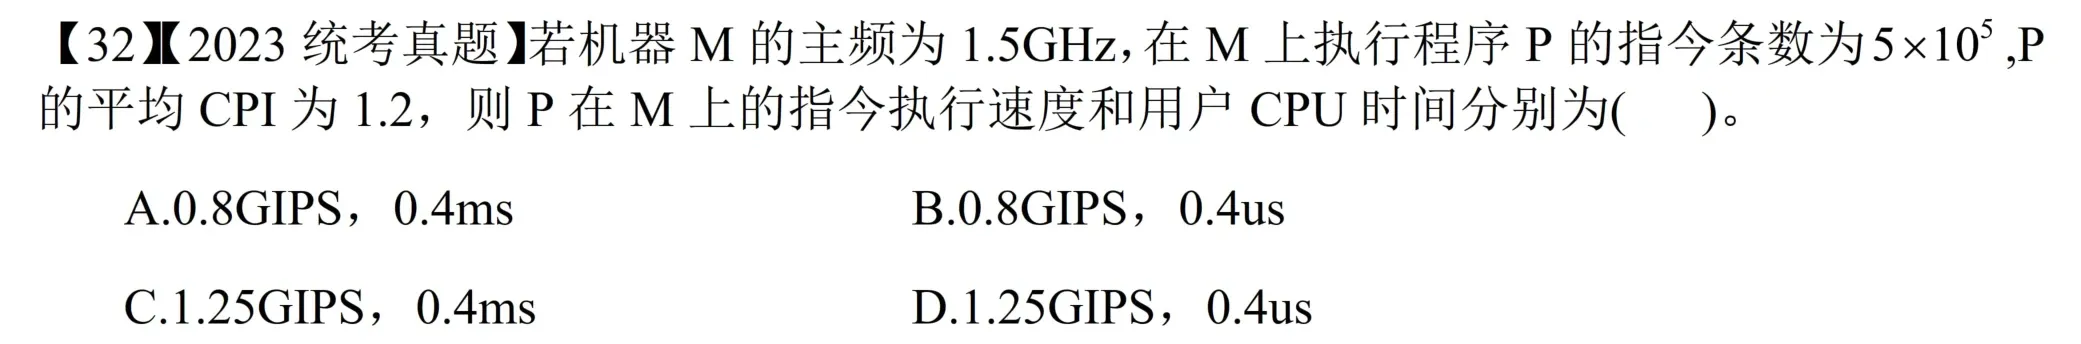 【32】【2023 统考真题】若机器 M 的主频为 1.5GHz,在 M 上执行程序 P 的指令条数为5×10⁵,P
的平均 CPI 为 1.2，则 P 在 M 上的指令执行速度和用户 CPU 时间分别为( )。
A.0.8GIPS，0.4ms B.0.8GIPS，0.4us
C.1.25GIPS，0.4ms D.1.25GIPS，0.4us